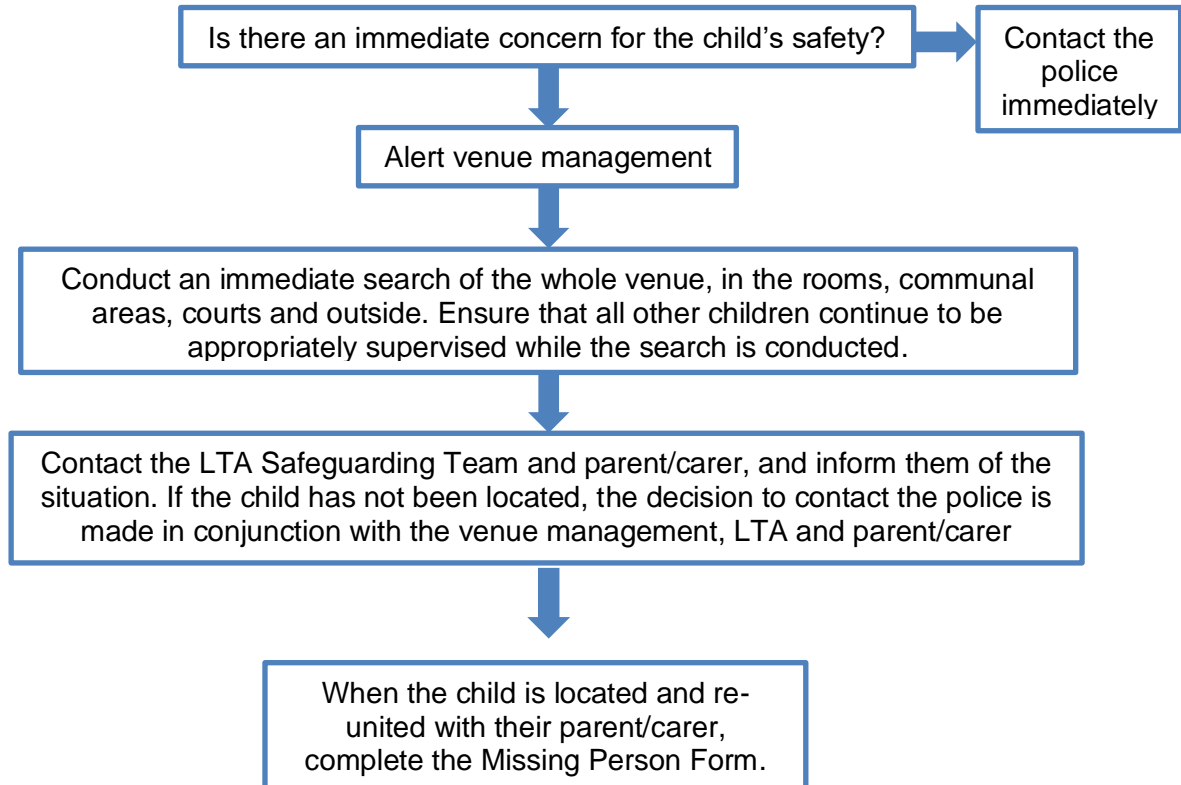 Is there an immediate concern for the child’s safety?
Contact the
police
immediately
Alert venue management
Conduct an immediate search of the whole venue, in the rooms, communal
areas, courts and outside. Ensure that all other children continue to be
appropriately supervised while the search is conducted.
Contact the LTA Safeguarding Team and parent/carer, and inform them of the
situation. If the child has not been located, the decision to contact the police is
made in conjunction with the venue management, LTA and parent/carer
When the child is located and re-
united with their parent/carer,
complete the Missing Person Form.